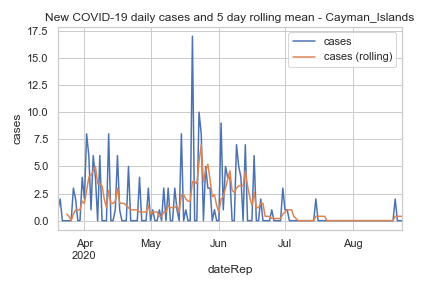 New COVID-19 daily cases and 5 day rolling mean - Cayman_Islands
cases
cases (rolling)
17.5
15.0
12.5
10.0
7.5
5.0
2.5
0.0
cases
Apr
2020
May
Jun
Jul
Aug
dateRep